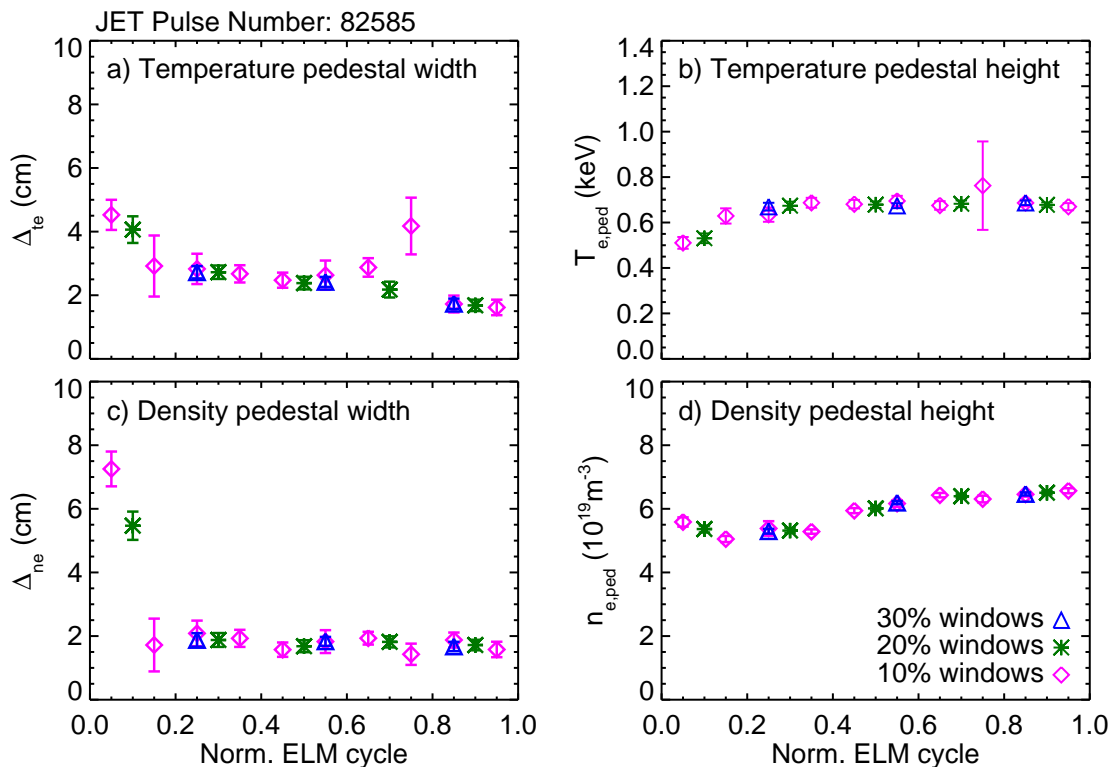 JET Pulse Number: 82585
a) Temperature pedestal width
10
8
6
4
2
0
Δte (cm)
b) Temperature pedestal height
1.4
1.2
1.0
0.8
0.6
0.4
0.2
0.0
Te,ped (keV)
c) Density pedestal width
10
8
6
4
2
0
Δne (cm)
0.0 0.2 0.4 0.6 0.8 1.0
Norm. ELM cycle
d) Density pedestal height
10
8
6
4
2
0
ne,ped (10^19m^-3)
30% windows
20% windows
10% windows
0.0 0.2 0.4 0.6 0.8 1.0
Norm. ELM cycle